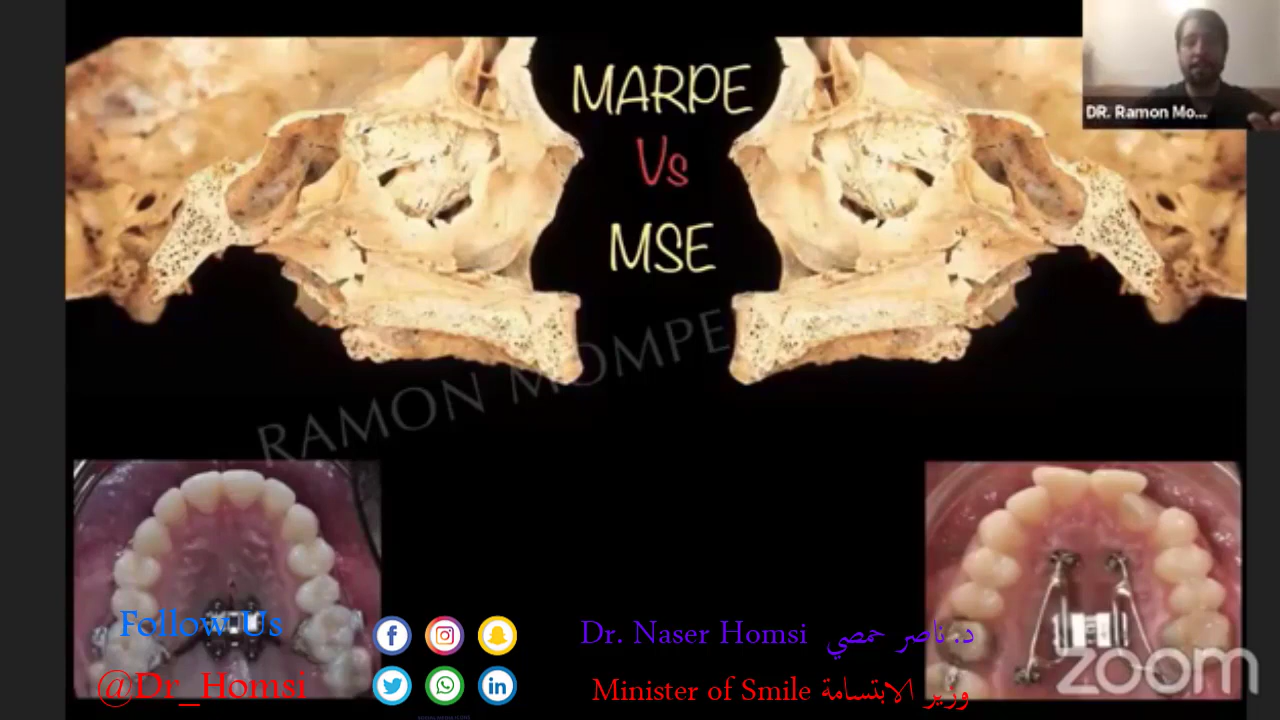 MARPE
Vs
MSE
DR. Ramon Mo...
RAMON MOMPE
Follow Us
@Dr_Homsi
Dr. Naser Homsi د. ناصر حمصي
Minister of Smile وزير الابتسامة
zoom